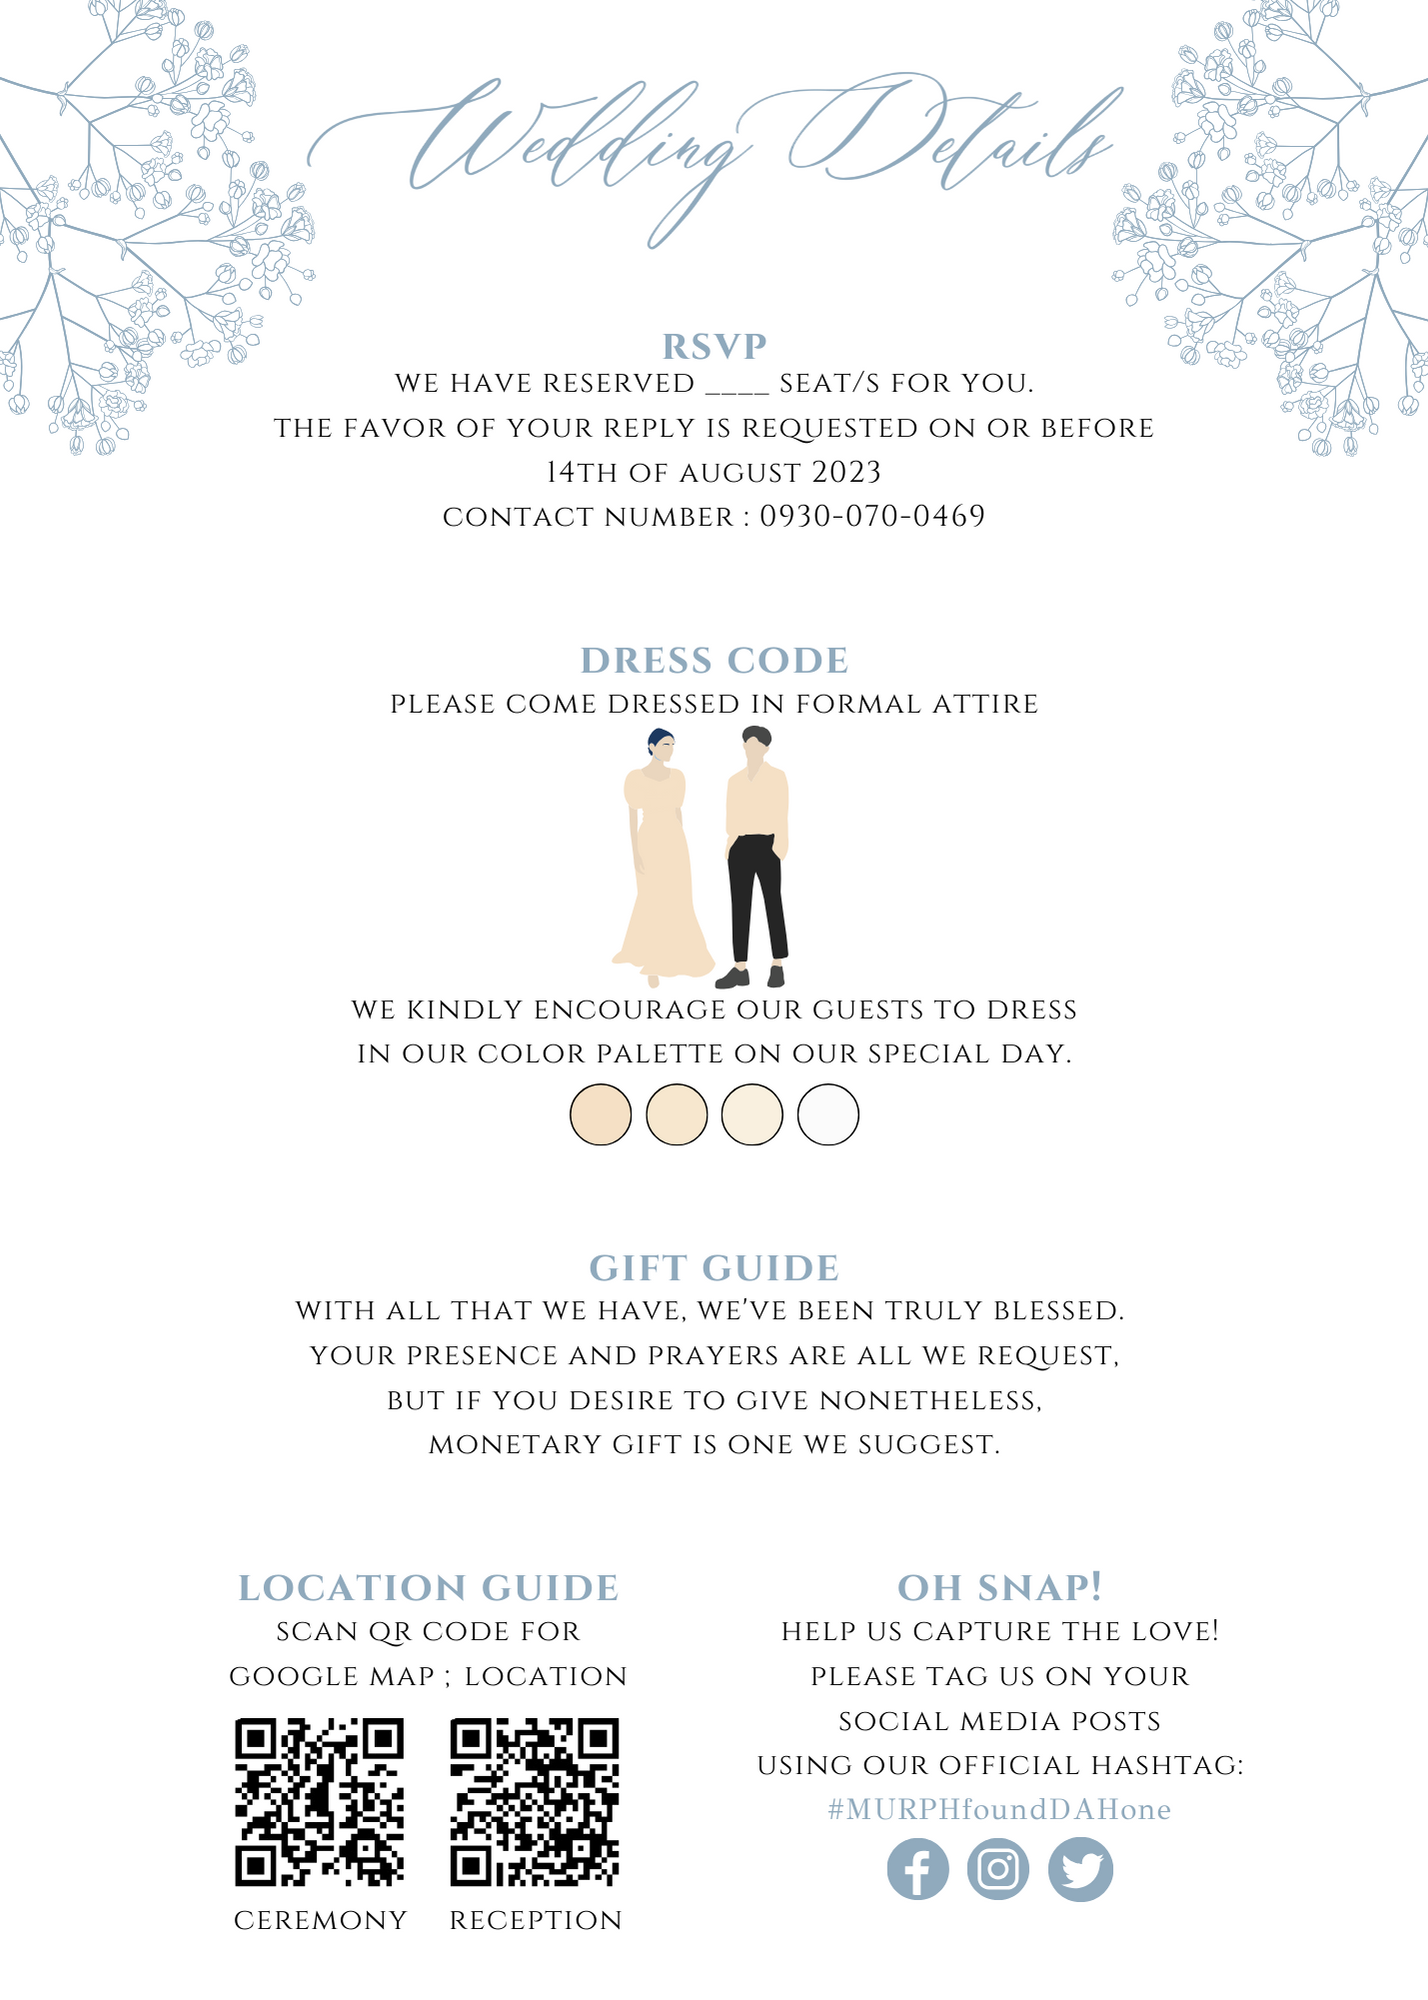 Wedding Details
RSVP
WE HAVE RESERVED ____ SEAT/S FOR YOU.
THE FAVOR OF YOUR REPLY IS REQUESTED ON OR BEFORE
14TH OF AUGUST 2023
CONTACT NUMBER : 0930-070-0469
DRESS CODE
PLEASE COME DRESSED IN FORMAL ATTIRE
WE KINDLY ENCOURAGE OUR GUESTS TO DRESS
IN OUR COLOR PALETTE ON OUR SPECIAL DAY.
GIFT GUIDE
WITH ALL THAT WE HAVE, WE'VE BEEN TRULY BLESSED.
YOUR PRESENCE AND PRAYERS ARE ALL WE REQUEST,
BUT IF YOU DESIRE TO GIVE NONETHELESS,
MONETARY GIFT IS ONE WE SUGGEST.
LOCATION GUIDE
SCAN QR CODE FOR
GOOGLE MAP ; LOCATION
CEREMONY
RECEPTION
OH SNAP!
HELP US CAPTURE THE LOVE!
PLEASE TAG US ON YOUR
SOCIAL MEDIA POSTS
USING OUR OFFICIAL HASHTAG:
#MURPHfoundDAHone